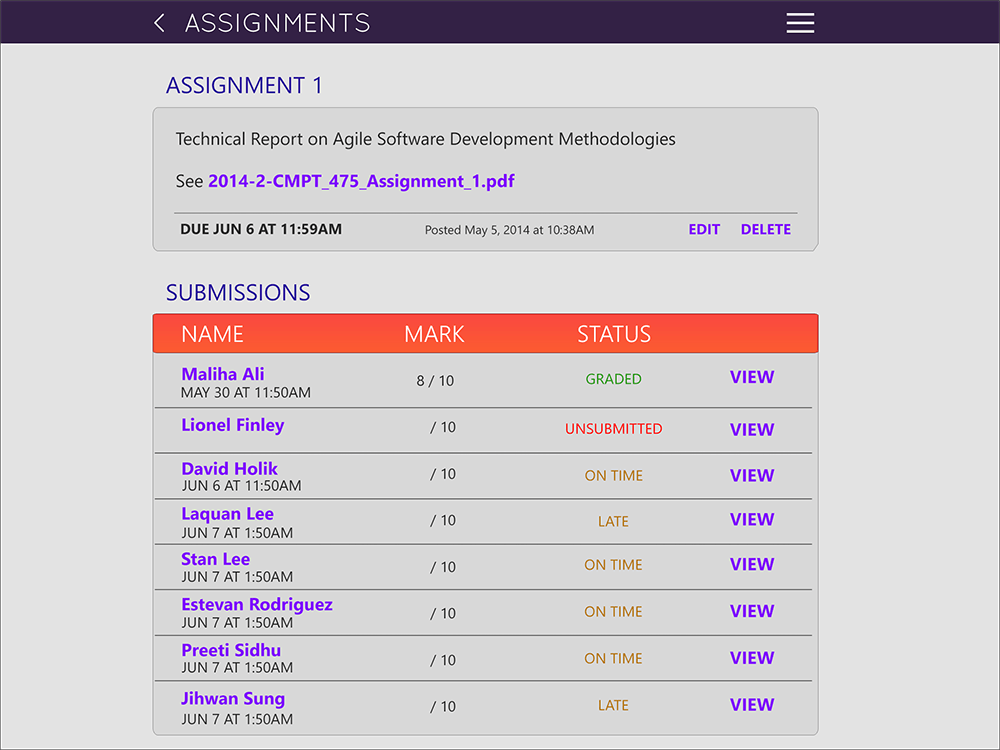 ASSIGNMENTS
ASSIGNMENT 1
Technical Report on Agile Software Development Methodologies
See 2014-2-CMPT_475_Assignment_1.pdf
DUE JUN 6 AT 11:59AM Posted May 5, 2014 at 10:38AM EDIT DELETE
SUBMISSIONS
NAME MARK STATUS
Maliha Ali 8 / 10 GRADED VIEW
MAY 30 AT 11:50AM
Lionel Finley / 10 UNSUBMITTED VIEW
David Holik / 10 ON TIME VIEW
JUN 6 AT 11:50AM
Laquan Lee / 10 LATE VIEW
JUN 7 AT 1:50AM
Stan Lee / 10 ON TIME VIEW
JUN 7 AT 1:50AM
Estevan Rodriguez / 10 ON TIME VIEW
JUN 7 AT 1:50AM
Preeti Sidhu / 10 ON TIME VIEW
JUN 7 AT 1:50AM
Jihwan Sung / 10 LATE VIEW
JUN 7 AT 1:50AM